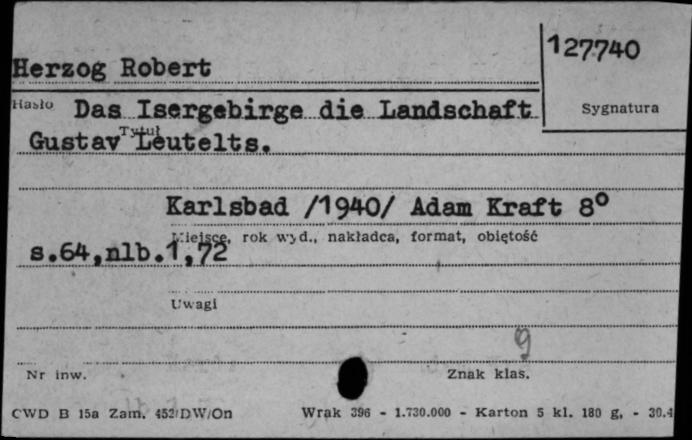 127740
Herzog Robert
Hasło Das Isergebirge die Landschaft Sygnatura
Tytuł
Gustav Leutelts.
Karlsbad /1940/ Adam Kraft 8°
Miejsce, rok wyd., nakładca, format, objętość
s.64,nlb.1,72
Uwagi
g
Nr inw. Znak klas.
CWD B 15a Zam. 452/DW/On Wrak 396 - 1.730.000 - Karton 5 kl. 180 g, - 30.4